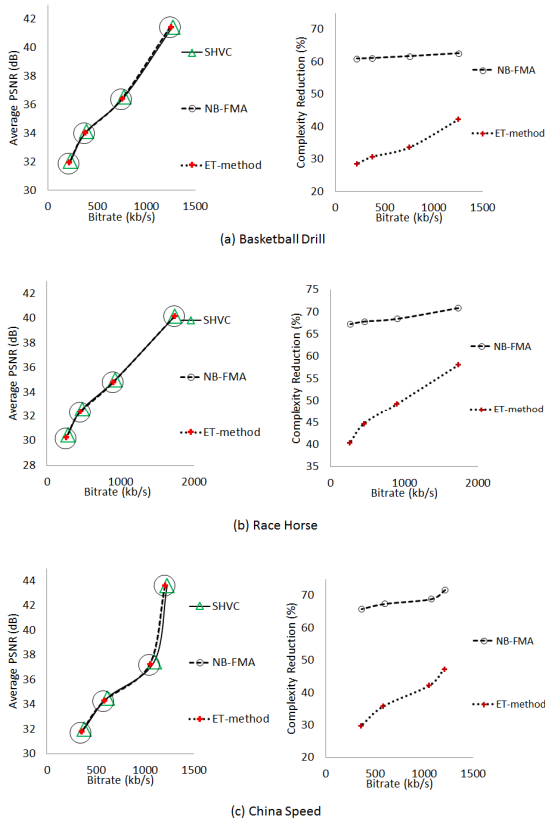 Average PSNR (dB)
42
40
38
36
34
32
30
0 500 1000 1500
Bitrate (kb/s)
SHVC
NB-FMA
ET-method
Complexity Reduction (%)
80
70
60
50
40
30
20
0 500 1000 1500
Bitrate (kb/s)
NB-FMA
ET-method
(a) Basketball Drill
Average PSNR (dB)
42
40
38
36
34
32
30
28
0 1000 2000
Bitrate (kb/s)
SHVC
NB-FMA
ET-method
Complexity Reduction (%)
75
70
65
60
55
50
45
40
35
0 500 1000 1500 2000
Bitrate (kb/s)
NB-FMA
ET-method
(b) Race Horse
Average PSNR (dB)
44
42
40
38
36
34
32
30
0 500 1000 1500
Bitrate (kb/s)
SHVC
NB-FMA
ET-method
Complexity Reduction (%)
70
60
50
40
30
20
0 500 1000 1500
Bitrate (kb/s)
NB-FMA
ET-method
(c) China Speed